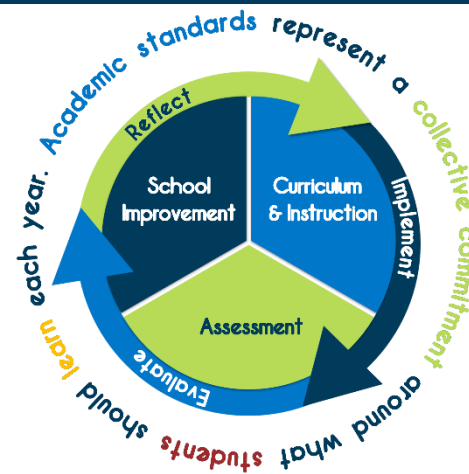 Academic standards represent a collective commitment around what students should learn each year.
Reflect
Implement
Evaluate
School
Improvement
Curriculum
& Instruction
Assessment